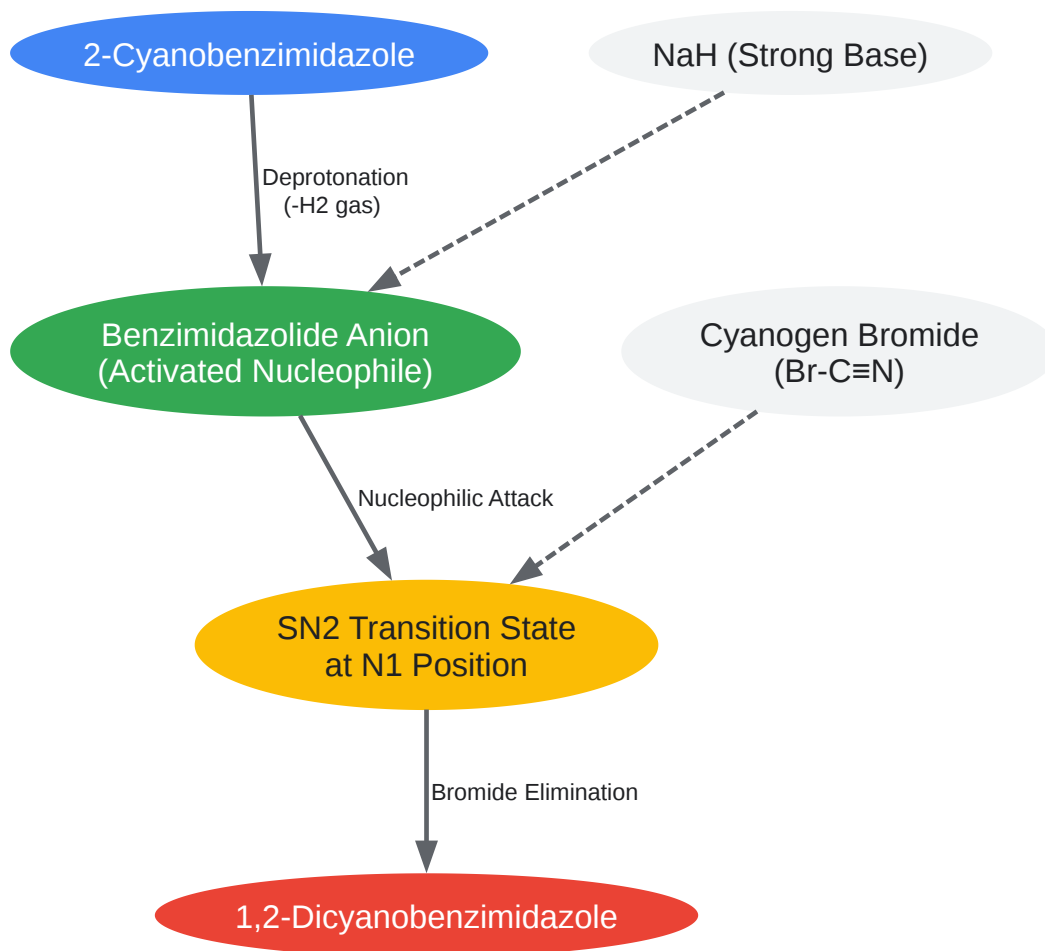 2-Cyanobenzimidazole
NaH (Strong Base)
Deprotonation
(-H2 gas)
Benzimidazolide Anion
(Activated Nucleophile)
Cyanogen Bromide
(Br-C≡N)
Nucleophilic Attack
SN2 Transition State
at N1 Position
Bromide Elimination
1,2-Dicyanobenzimidazole